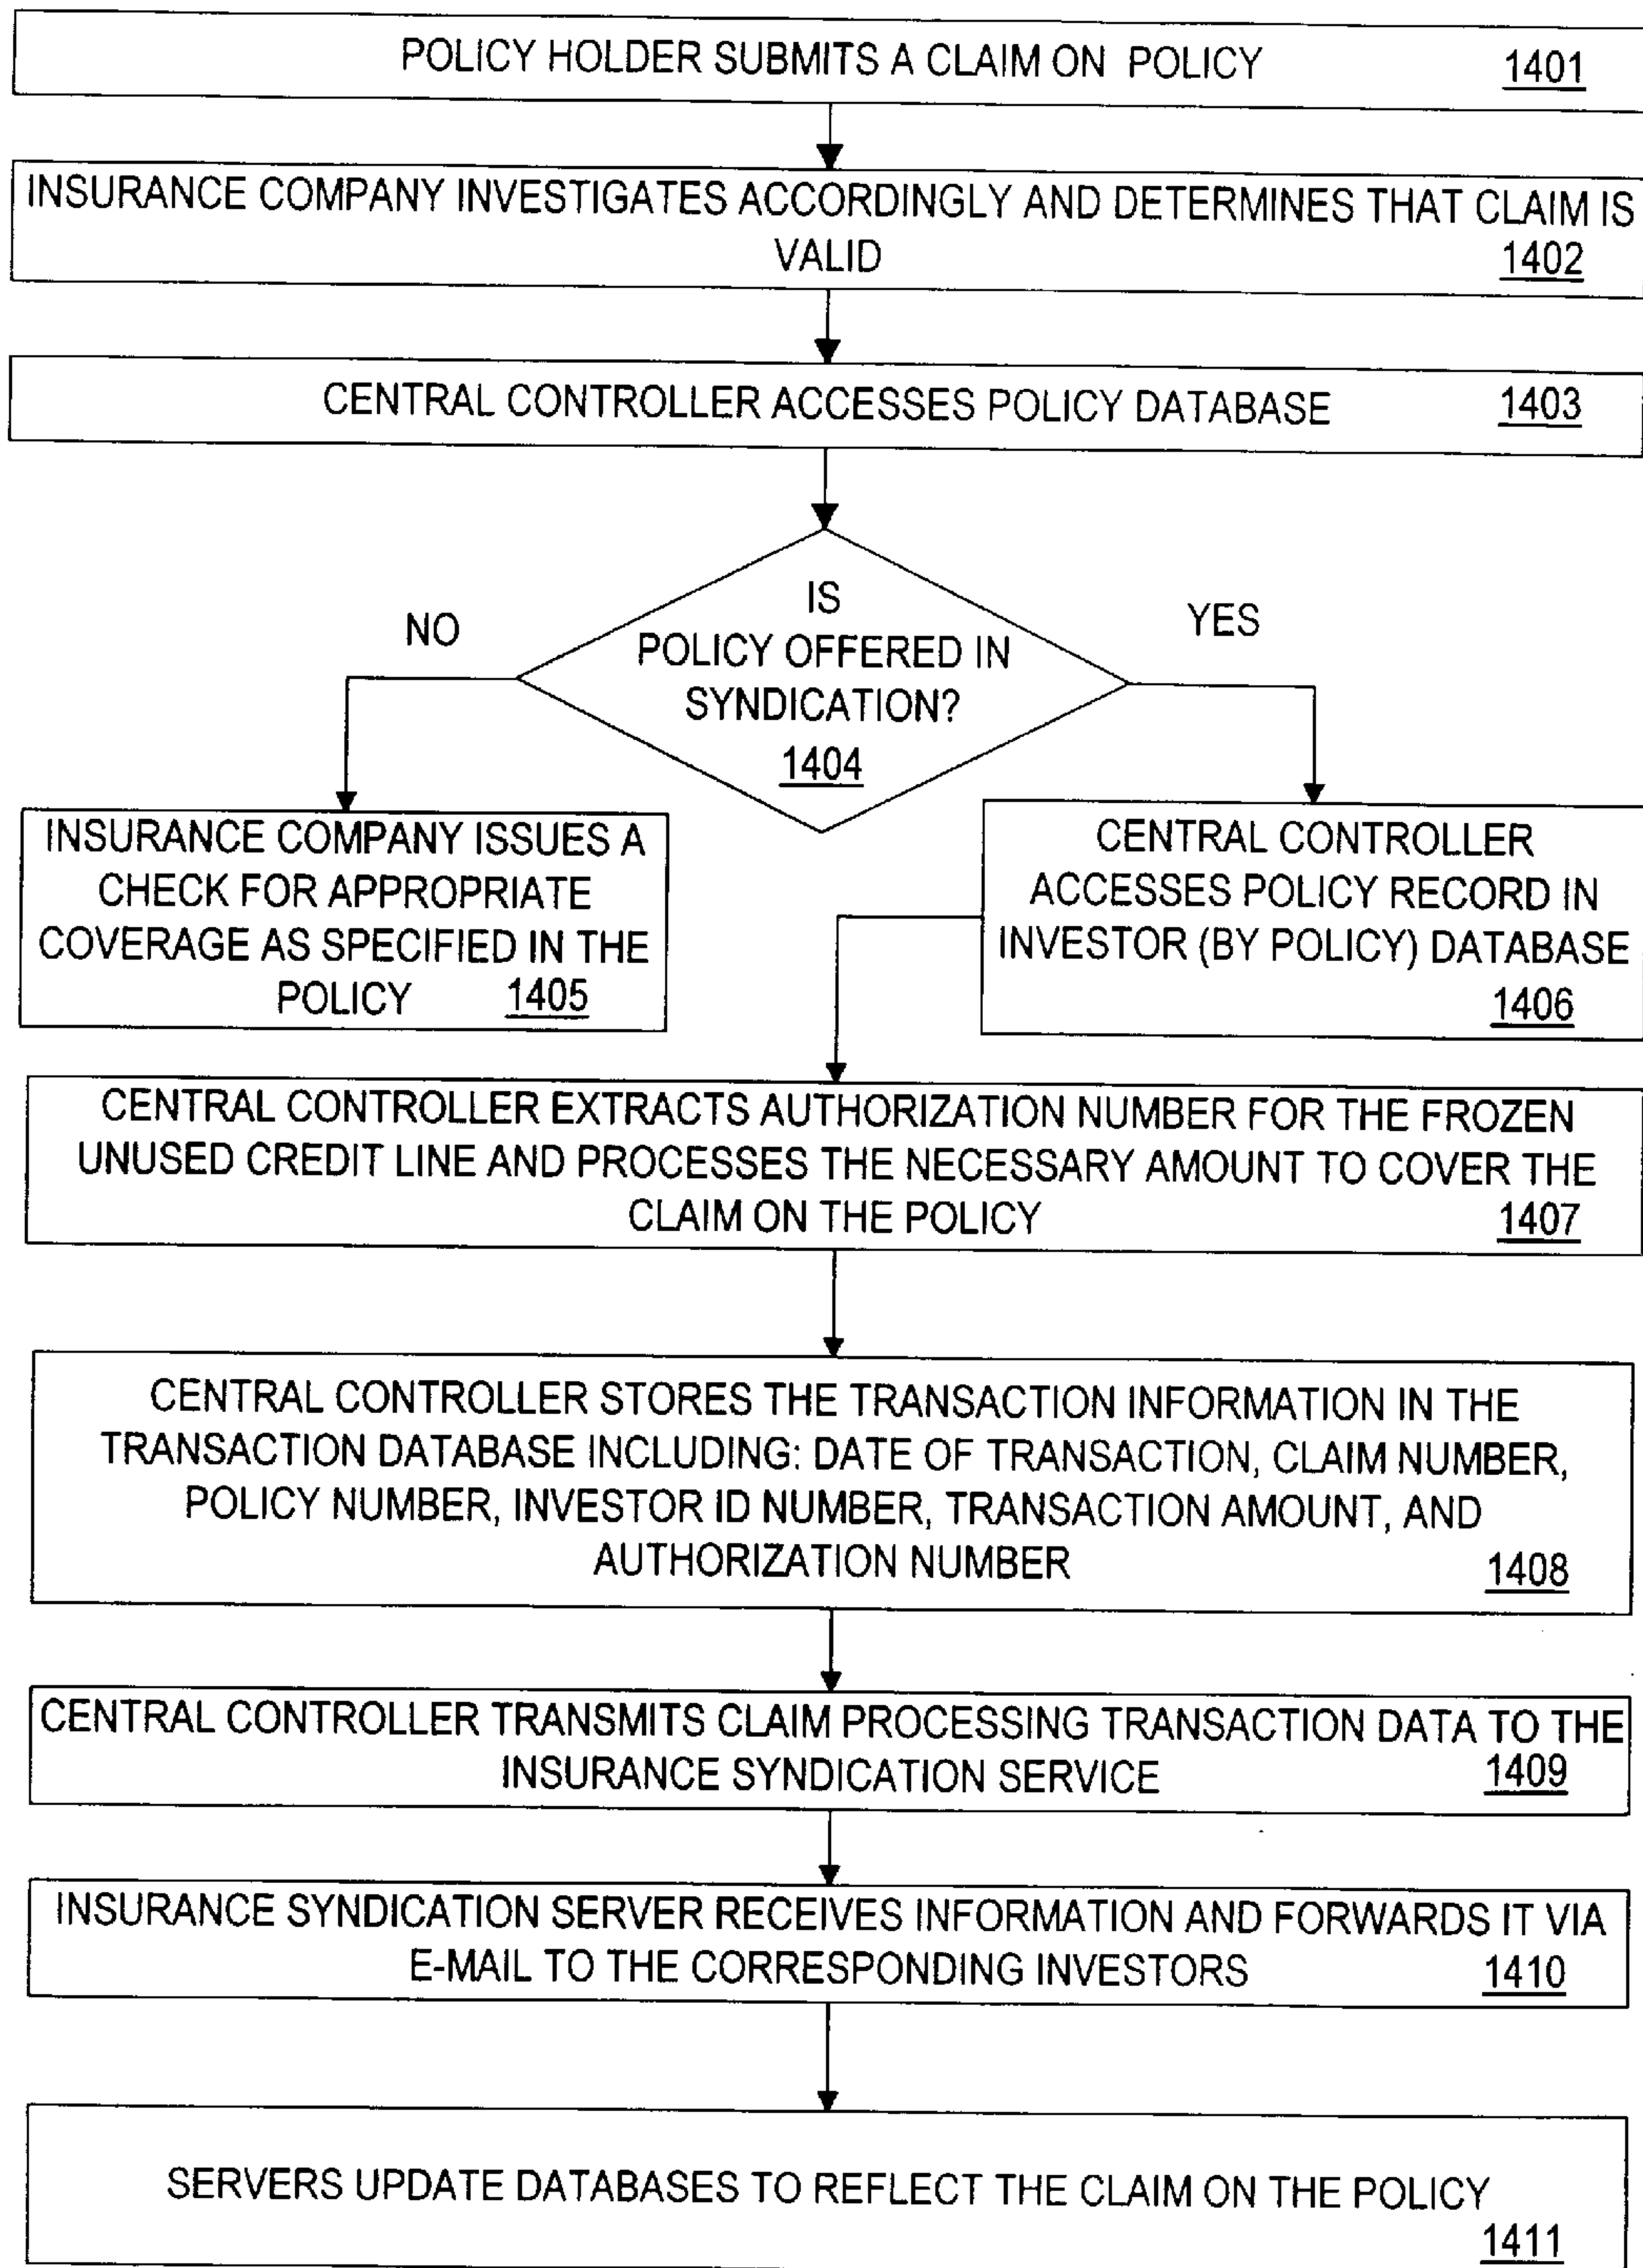 POLICY HOLDER SUBMITS A CLAIM ON POLICY 1401
INSURANCE COMPANY INVESTIGATES ACCORDINGLY AND DETERMINES THAT CLAIM IS
VALID 1402
CENTRAL CONTROLLER ACCESSES POLICY DATABASE 1403
IS
POLICY OFFERED IN
SYNDICATION?
1404
NO
YES
INSURANCE COMPANY ISSUES A
CHECK FOR APPROPRIATE
COVERAGE AS SPECIFIED IN THE
POLICY 1405
CENTRAL CONTROLLER
ACCESSES POLICY RECORD IN
INVESTOR (BY POLICY) DATABASE
1406
CENTRAL CONTROLLER EXTRACTS AUTHORIZATION NUMBER FOR THE FROZEN
UNUSED CREDIT LINE AND PROCESSES THE NECESSARY AMOUNT TO COVER THE
CLAIM ON THE POLICY 1407
CENTRAL CONTROLLER STORES THE TRANSACTION INFORMATION IN THE
TRANSACTION DATABASE INCLUDING: DATE OF TRANSACTION, CLAIM NUMBER,
POLICY NUMBER, INVESTOR ID NUMBER, TRANSACTION AMOUNT, AND
AUTHORIZATION NUMBER 1408
CENTRAL CONTROLLER TRANSMITS CLAIM PROCESSING TRANSACTION DATA TO THE
INSURANCE SYNDICATION SERVICE 1409
INSURANCE SYNDICATION SERVER RECEIVES INFORMATION AND FORWARDS IT VIA
E-MAIL TO THE CORRESPONDING INVESTORS 1410
SERVERS UPDATE DATABASES TO REFLECT THE CLAIM ON THE POLICY
1411